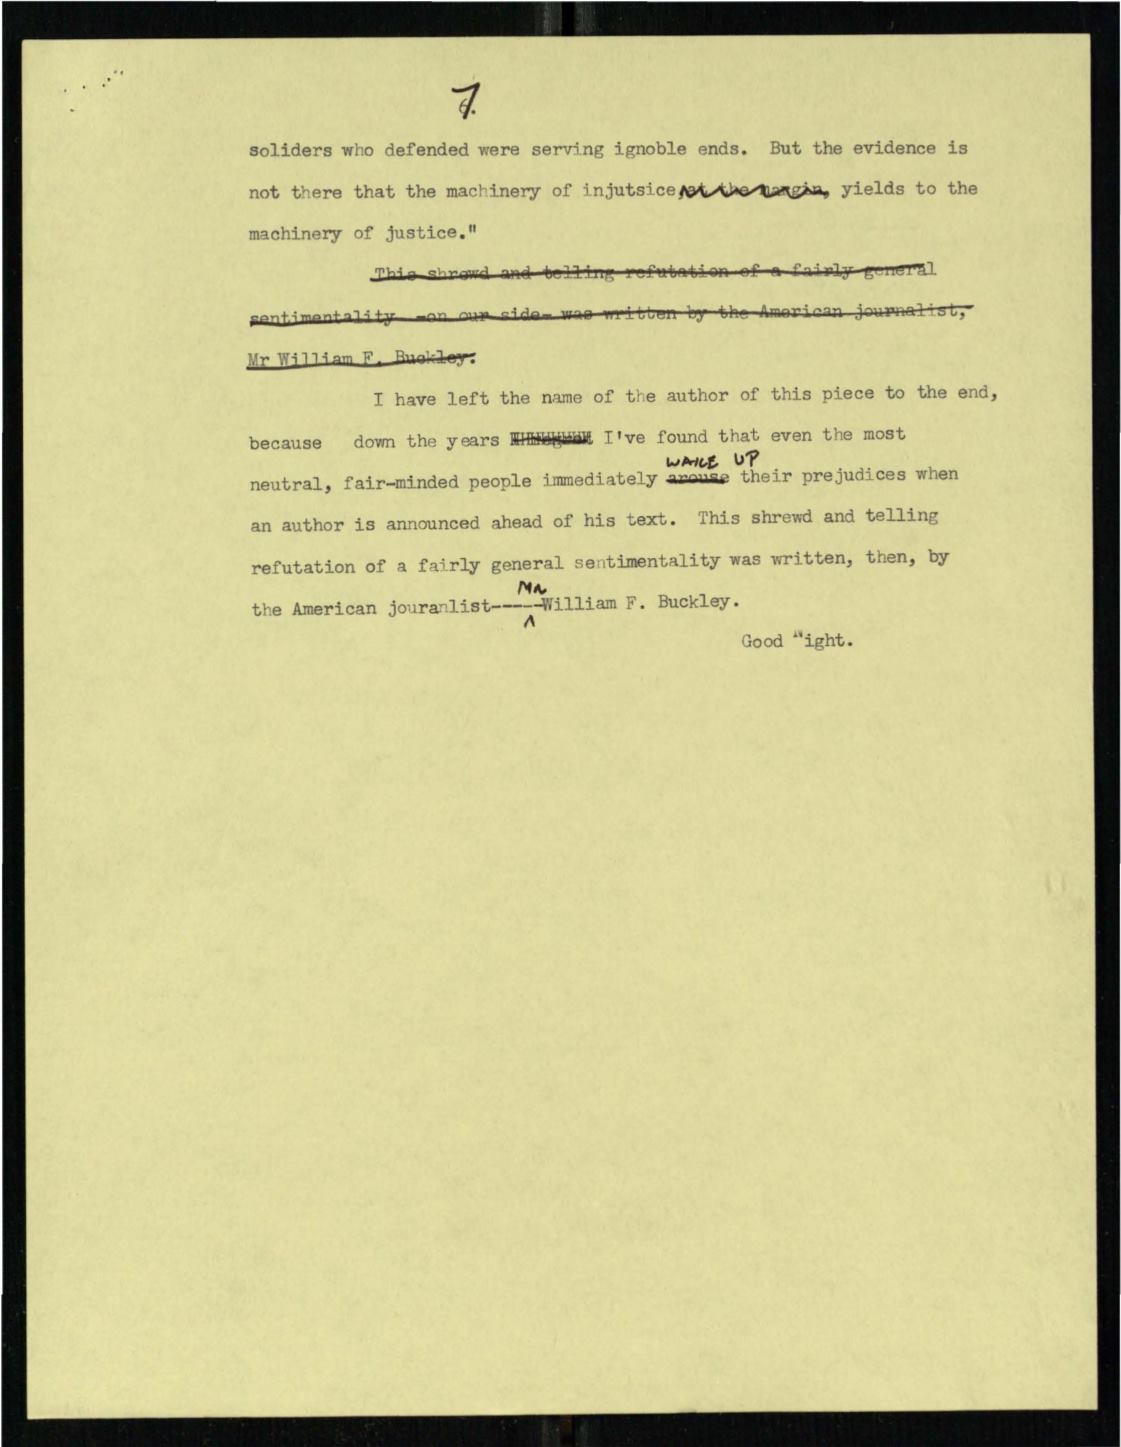 7.
soliders who defended were serving ignoble ends.  But the evidence is
not there that the machinery of injutsice, at the margin, yields to the
machinery of justice."
This shrewd and telling refutation of a fairly general
sentimentality -on our side- was written by the American journalist,
Mr William F. Buckley.
I have left the name of the author of this piece to the end,
because down the years I've found that even the most
WAKE UP
neutral, fair-minded people immediately arouse their prejudices when
an author is announced ahead of his text.  This shrewd and telling
refutation of a fairly general sentimentality was written, then, by
Mr
the American jouranlist-----William F. Buckley.
Good Night.